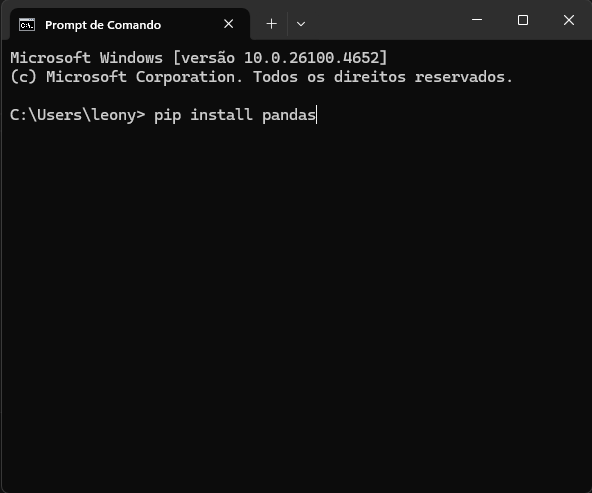 Prompt de Comando
Microsoft Windows [versão 10.0.26100.4652]
(c) Microsoft Corporation. Todos os direitos reservados.
C:\Users\leony> pip install pandas